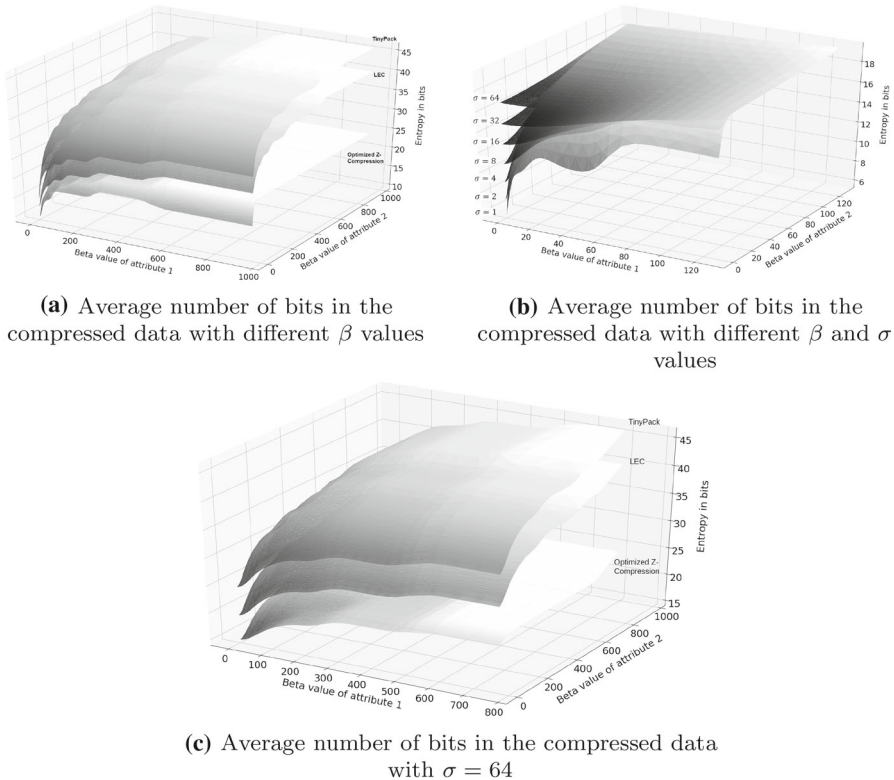 TinyPack
LEC
Optimized Z-
Compression
Entropy in bits
45
40
35
30
25
20
15
10
0
200
400
600
800
1000
Beta value of attribute 1
0
200
400
600
800
1000
Beta value of attribute 2
(a) Average number of bits in the
compressed data with different β values
σ = 64
σ = 32
σ = 16
σ = 8
σ = 4
σ = 2
σ = 1
Entropy in bits
18
16
14
12
10
8
6
0
20
40
60
80
100
120
Beta value of attribute 1
0
20
40
60
80
100
120
Beta value of attribute 2
(b) Average number of bits in the
compressed data with different β and σ
values
TinyPack
LEC
Optimized Z-
Compression
Entropy in bits
45
40
35
30
25
20
15
0
100
200
300
400
500
600
700
800
Beta value of attribute 1
0
200
400
600
800
1000
Beta value of attribute 2
(c) Average number of bits in the compressed data
with σ = 64